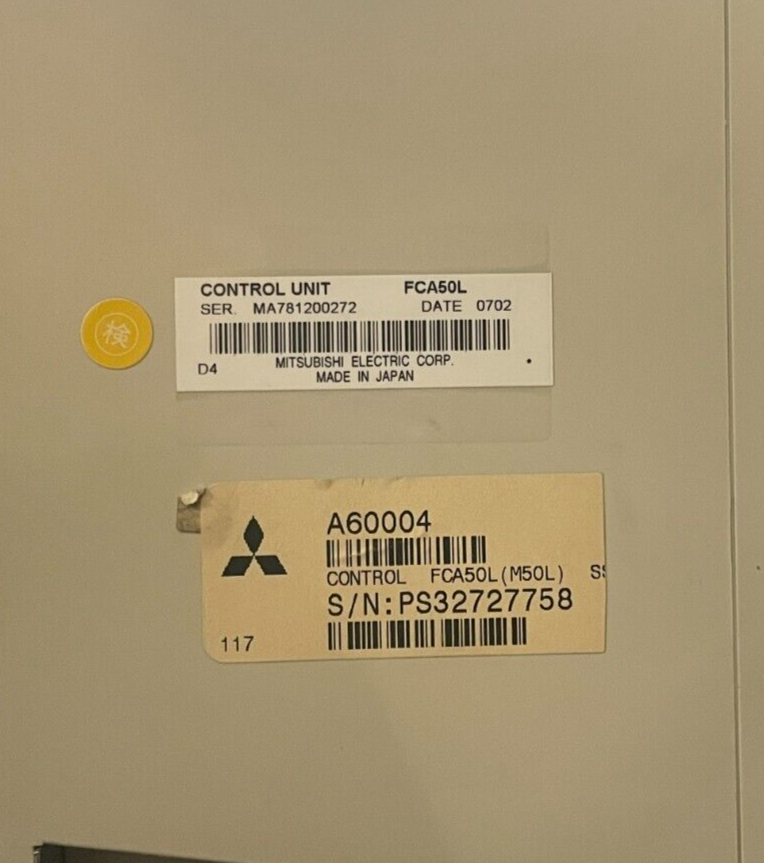 CONTROL UNIT FCA50L
SER. MA781200272 DATE 0702
検
D4 MITSUBISHI ELECTRIC CORP.
MADE IN JAPAN
A60004
CONTROL FCA50L(M50L)
S/N:PS32727758
117